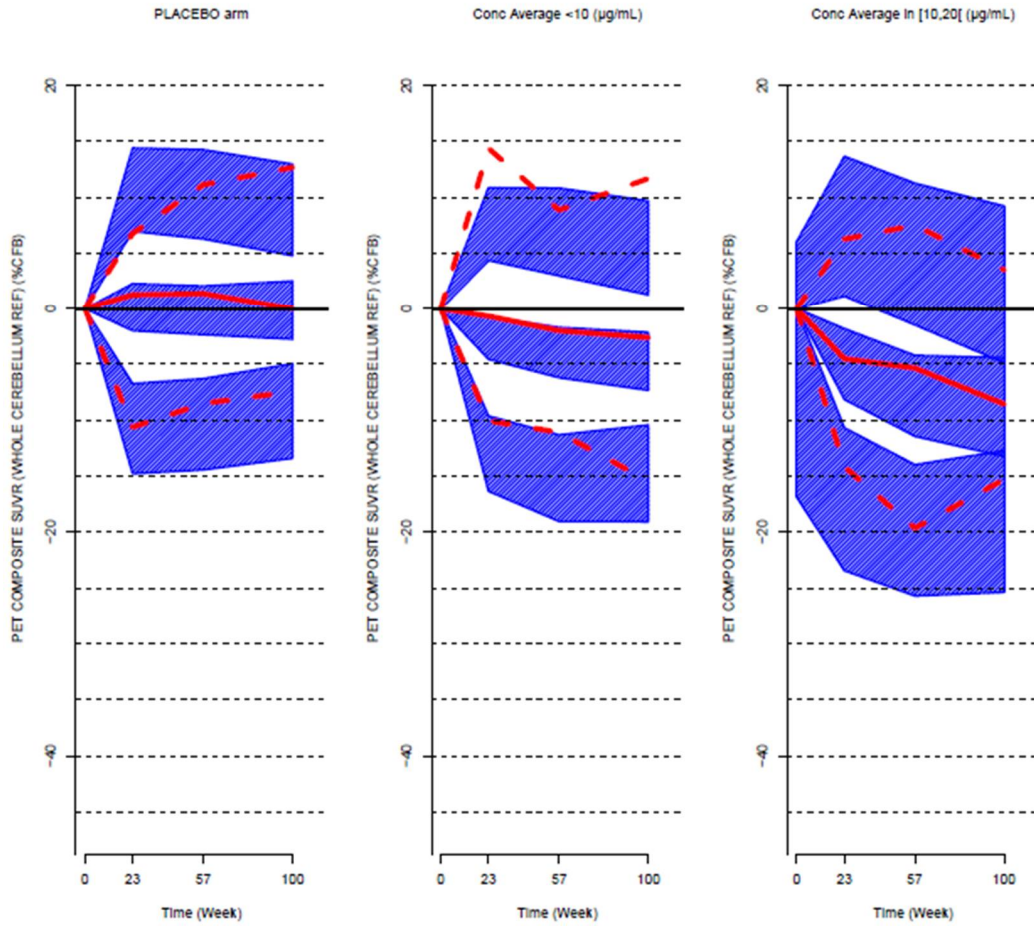 PLACEBO arm
PET COMPOSITE SUVR (WHOLE CEREBELLUM REF) (%CFB)
20
0
-20
-40
0 23 57 100
Time (Week)
Conc Average <10 (µg/mL)
PET COMPOSITE SUVR (WHOLE CEREBELLUM REF) (%CFB)
20
0
-20
-40
0 23 57 100
Time (Week)
Conc Average In [10,20[ (µg/mL)
PET COMPOSITE SUVR (WHOLE CEREBELLUM REF) (%CFB)
20
0
-20
-40
0 23 57 100
Time (Week)